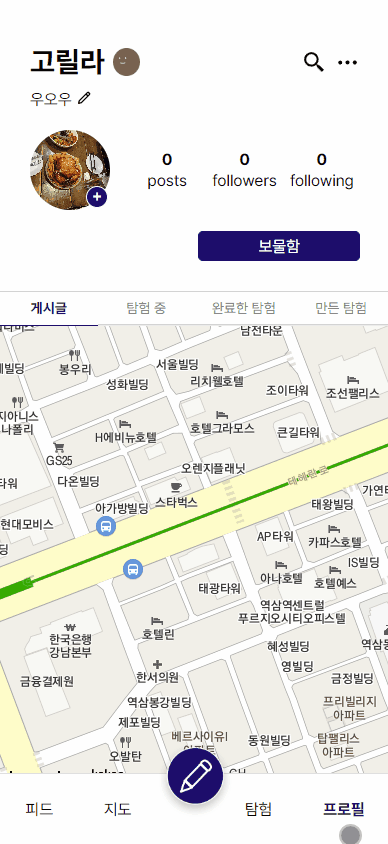 고릴라
우오우
0 0 0
posts followers following
+
보물함
게시글 탐험 중 완료한 탐험 만든 탐험
남전타워
봉우리
서울빌딩
성화빌딩
리치웰호텔
조이타워
조선팰리스
지아니스
나폴리
H에비뉴호텔
호텔그라모스
큰길타워
GS25
오렌지플래닛
다온빌딩
테헤란로
스타벅스
아가방빌딩
타워
가연타
현대모비스
태왕빌딩
AP타워
카파스호텔
IS빌딩
아나호텔
호텔예스
태광타워
역삼역센트럴
푸르지오시티오피스텔
호텔린
한국은행
강남본부
혜성빌딩
역삼
영빌딩
한서의원
금융결제원
금정빌딩
역삼봉강빌딩
프리빌리지
아파트
제포빌딩
베르사이유
아파트
동원빌딩
탑팰리스
아파트
오발탄
피드 지도 탐험 프로필